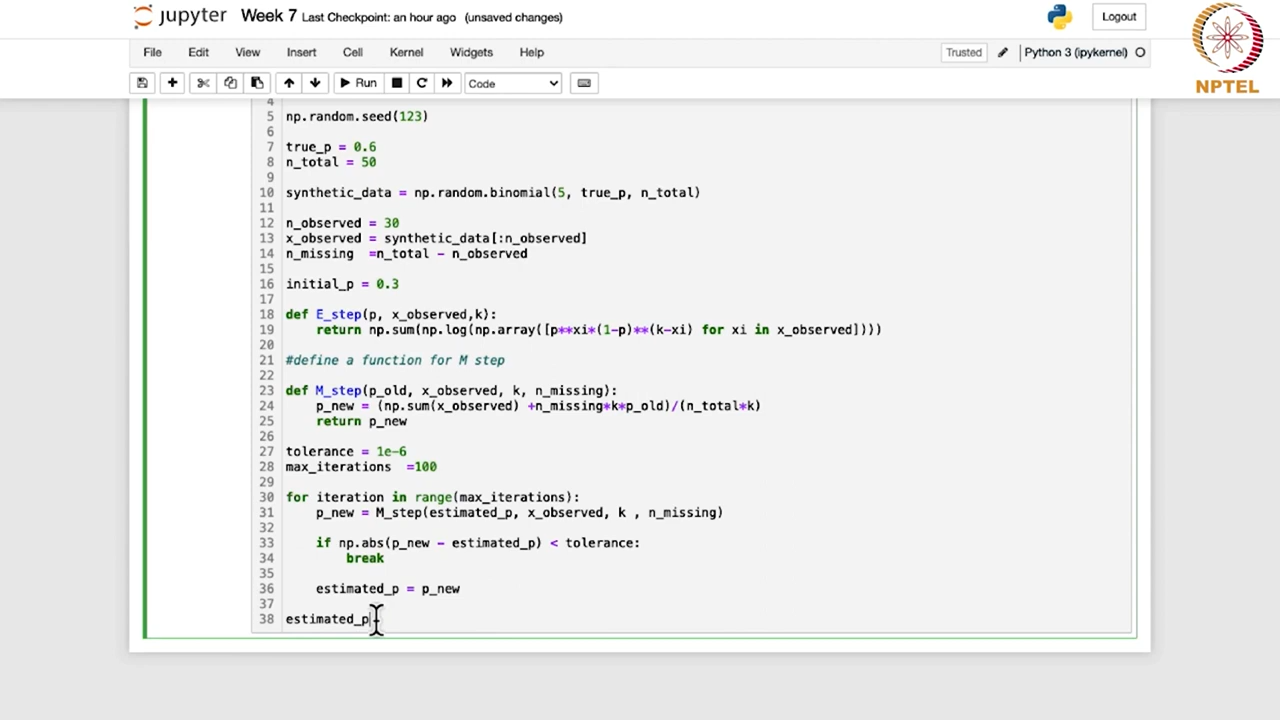 jupyter Week 7 Last Checkpoint: an hour ago (unsaved changes) Logout
File Edit View Insert Cell Kernel Widgets Help Trusted Python 3 (ipykernel)
NPTEL
Run Code
4
5 np.random.seed(123)
6
7 true_p = 0.6
8 n_total = 50
9
10 synthetic_data = np.random.binomial(5, true_p, n_total)
11
12 n_observed = 30
13 x_observed = synthetic_data[:n_observed]
14 n_missing  =n_total - n_observed
15
16 initial_p = 0.3
17
18 def E_step(p, x_observed,k):
19     return np.sum(np.log(np.array([p**xi*(1-p)**(k-xi) for xi in x_observed])))
20
21 #define a function for M step
22
23 def M_step(p_old, x_observed, k, n_missing):
24     p_new = (np.sum(x_observed) +n_missing*k*p_old)/(n_total*k)
25     return p_new
26
27 tolerance = 1e-6
28 max_iterations  =100
29
30 for iteration in range(max_iterations):
31     p_new = M_step(estimated_p, x_observed, k , n_missing)
32
33     if np.abs(p_new - estimated_p) < tolerance:
34         break
35
36     estimated_p = p_new
37
38 estimated_p